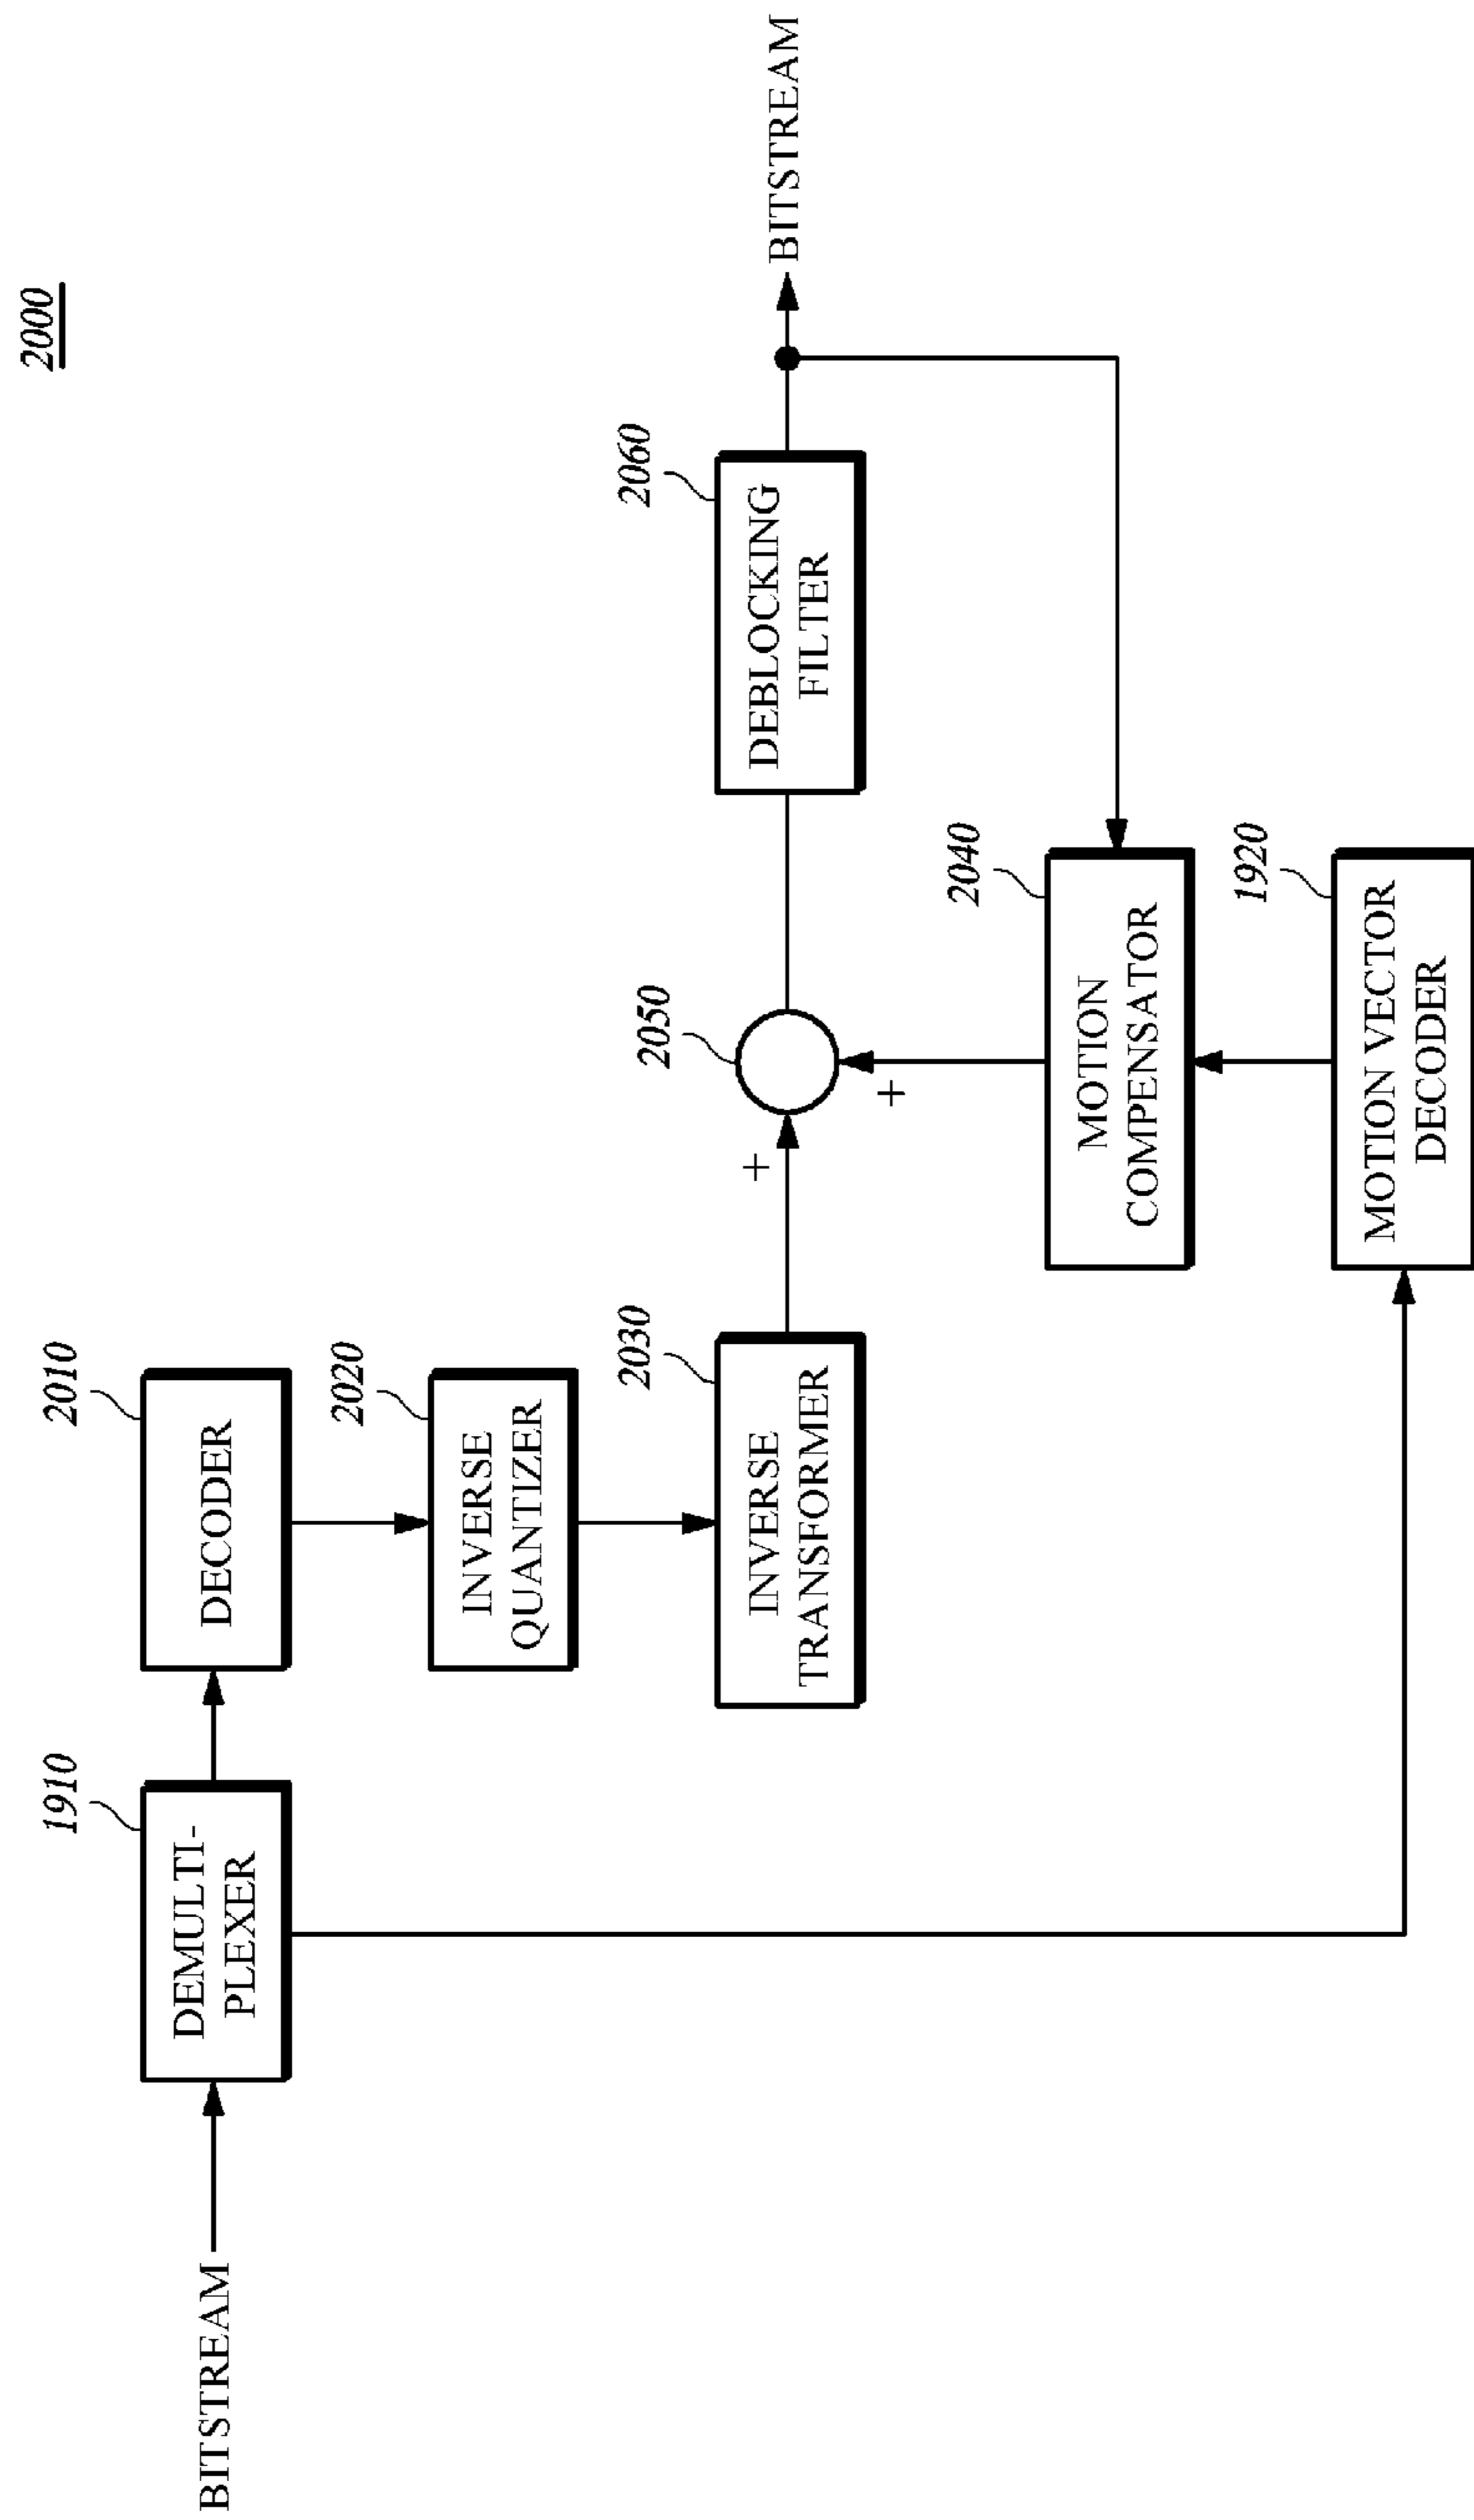 2000
1910
2010
BITSTREAM
DEMULTI-
PLEXER
DECODER
2020
INVERSE
QUANTIZER
2030
2050
2060
INVERSE
TRANSFORMER
+
+
DEBLOCKING
FILTER
BITSTREAM
2040
MOTION
COMPENSATOR
1920
MOTION VECTOR
DECODER